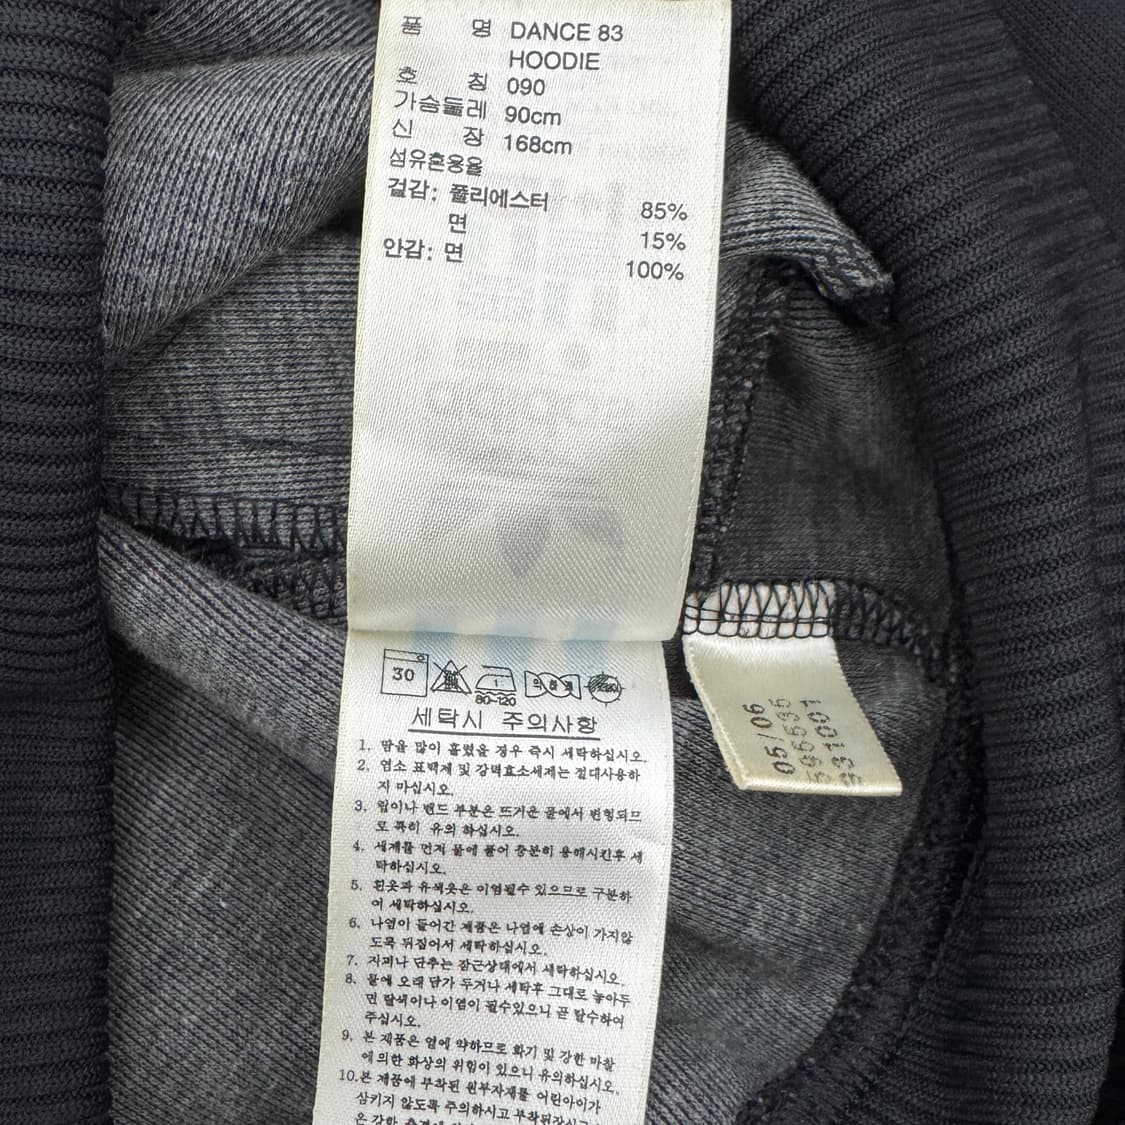 품 명 DANCE 83
HOODIE
호 칭 090
가슴둘레 90cm
신 장 168cm
섬유혼용율
겉감: 폴리에스터 85%
면 15%
안감: 면 100%
30
80~120
세탁시 주의사항
1. 땀을 많이 흘렸을 경우 즉시 세탁하십시오.
2. 염소 표백제 및 강력효소세제는 절대사용하
지 마십시오.
3. 립이나 밴드 부분은 뜨거운 물에서 변형되므
로 특히 유의 하십시오.
4. 세제를 먼저 물에 풀어 충분히 용해시킨후 세
탁하십시오.
5. 흰옷과 유색옷은 이염될수 있으므로 구분하
여 세탁하십시오.
6. 나염이 들어간 제품은 나염에 손상이 가지않
도록 뒤집어서 세탁하십시오.
7. 지퍼나 단추는 잠근상태에서 세탁하십시오.
8. 물에 오래 담가 두거나 세탁후 그대로 놓아두
면 탈색이나 이염이 될수있으니 곧 탈수하여
주십시오.
9. 본 제품은 열에 약하므로 화기 및 강한 마찰
에 의한 화상의 위험이 있으니 유의하십시오.
10.본 제품에 부착된 원부자재를 어린아이가
삼키지 않도록 주의하시고
05/06
595535
331001